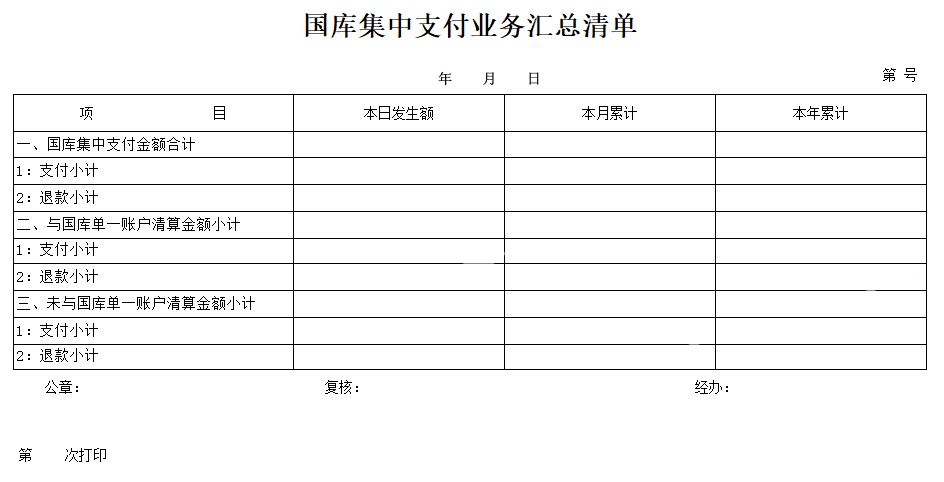 国库集中支付业务汇总清单
年 月 日
第 号
项 目 本日发生额 本月累计 本年累计
一、国库集中支付金额合计
1：支付小计
2：退款小计
二、与国库单一账户清算金额小计
1：支付小计
2：退款小计
三、未与国库单一账户清算金额小计
1：支付小计
2：退款小计
公章： 复核： 经办：
第 次打印